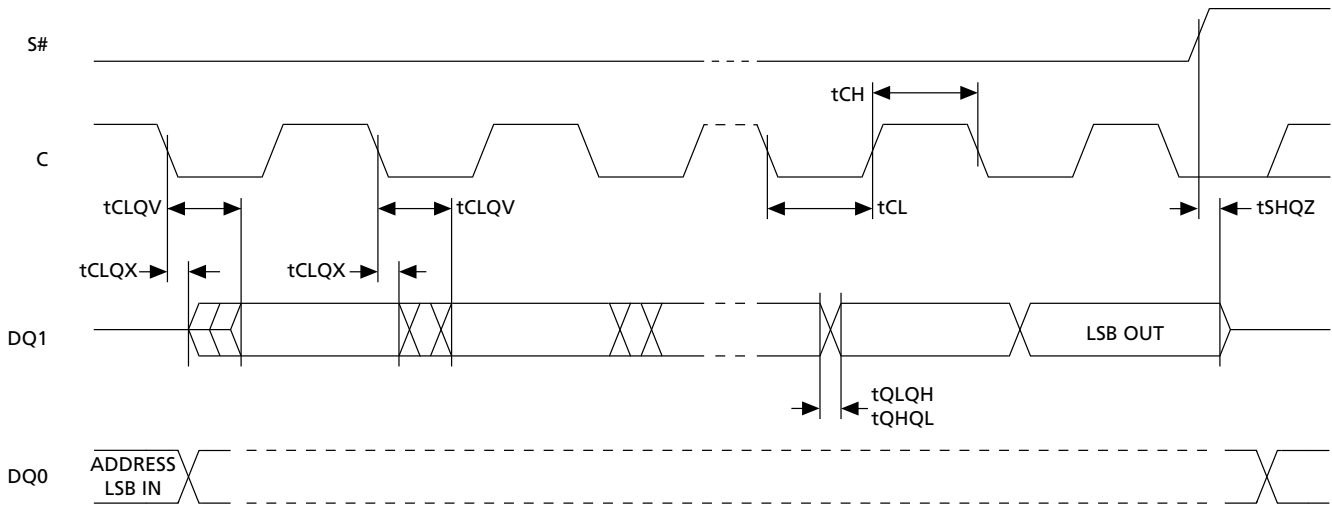 S#
tCH
C
tCLQV
tCLQV
tCL
tSHQZ
tCLQX
tCLQX
DQ1
LSB OUT
tQLQH
tQHQL
DQ0
ADDRESS
LSB IN